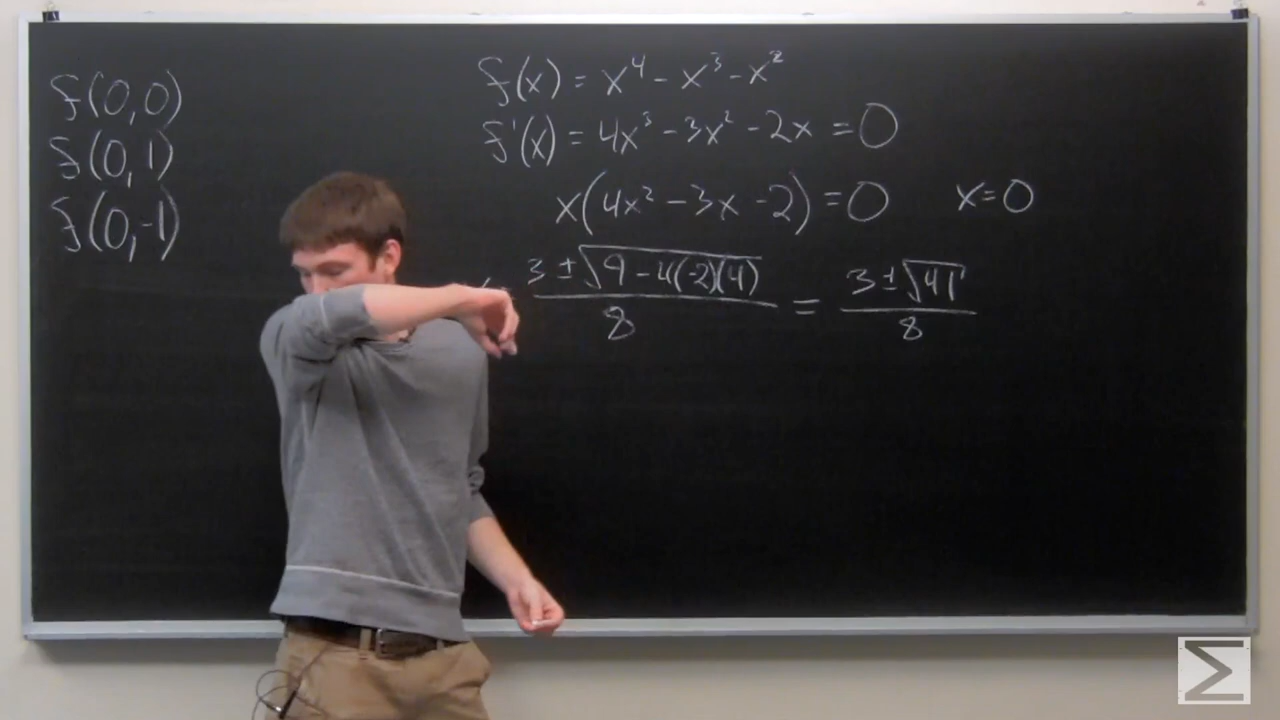 f(0,0)
f(0,1)
f(0,-1)
f(x) = x⁴ - x³ - x²
f'(x) = 4x³ - 3x² - 2x = 0
x(4x² - 3x - 2) = 0 x = 0
3 ± √(9 - 4(-2)(4)) / 8 = 3 ± √41 / 8
Σ